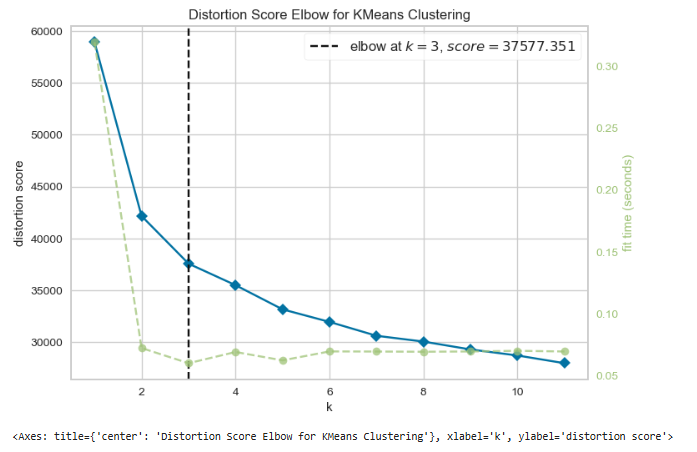 Distortion Score Elbow for KMeans Clustering
elbow at k = 3, score = 37577.351
60000
55000
50000
45000
40000
35000
30000
distortion score
0.30
0.25
0.20
0.15
0.10
0.05
fit time (seconds)
2 4 6 8 10
k
<Axes: title={'center': 'Distortion Score Elbow for KMeans Clustering'}, xlabel='k', ylabel='distortion score'>